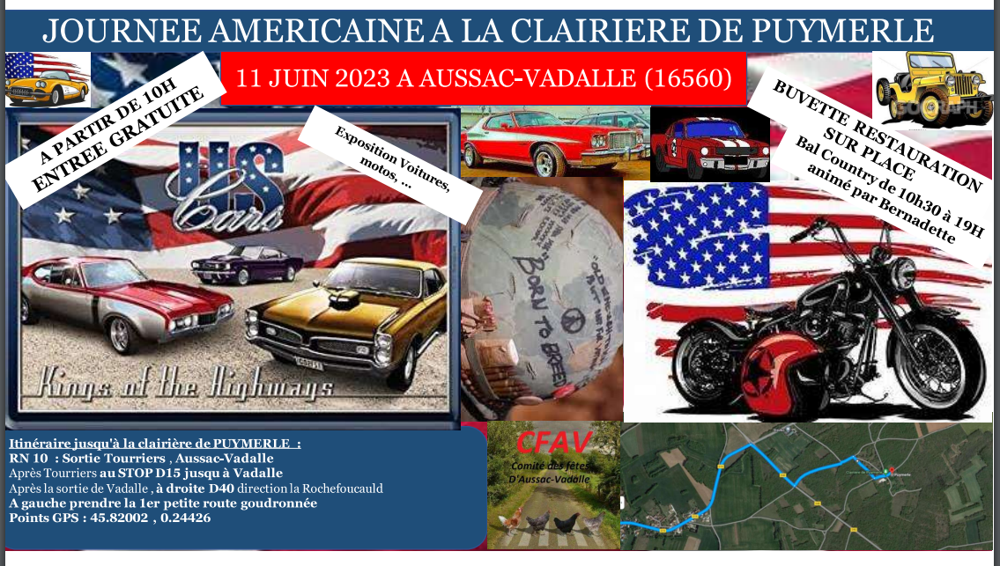 JOURNEE AMERICAINE A LA CLAIRIERE DE PUYMERLE
11 JUIN 2023 A AUSSAC-VADALLE (16560)
A PARTIR DE 10H
ENTREE GRATUITE
Exposition Voitures,
motos, ...
BUVETTE RESTAURATION
SUR PLACE
Bal Country de 10h30 à 19H
animé par Bernadette
US
Cars
Kings of the Highways
BORN TO BREED
Itinéraire jusqu'à la clairière de PUYMERLE :
RN 10 : Sortie Tourriers , Aussac-Vadalle
Après Tourriers au STOP D15 jusqu à Vadalle
Après la sortie de Vadalle , à droite D40 direction la Rochefoucauld
A gauche prendre la 1er petite route goudronnée
Points GPS : 45.82002 , 0.24426
CFAV
Comité des fêtes
D'Aussac-Vadalle